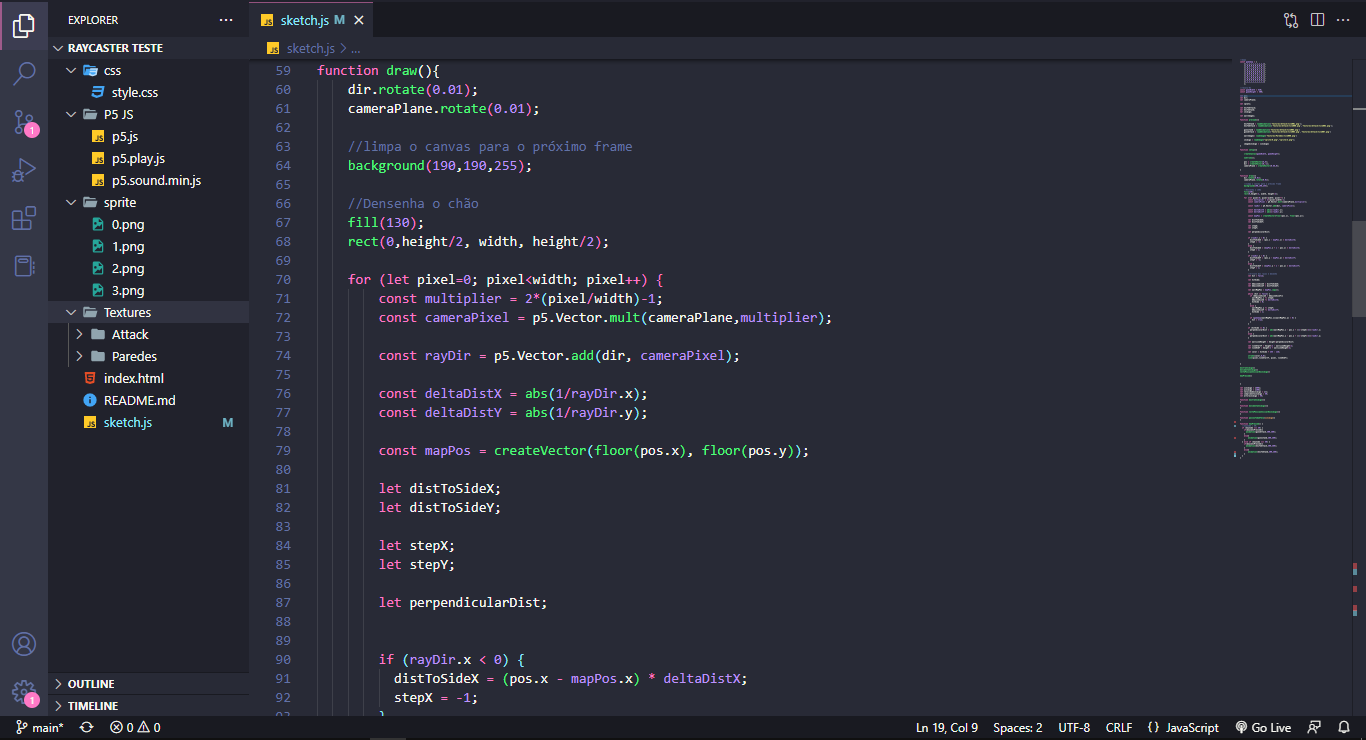 EXPLORER
RAYCASTER TESTE
css
style.css
P5 JS
p5.js
p5.play.js
p5.sound.min.js
sprite
0.png
1.png
2.png
3.png
Textures
Attack
Paredes
index.html
README.md
sketch.js M
OUTLINE
TIMELINE
1
1
sketch.js M
sketch.js > ...
59 function draw(){
60 dir.rotate(0.01);
61 cameraPlane.rotate(0.01);
62
63 //limpa o canvas para o próximo frame
64 background(190,190,255);
65
66 //Densenha o chão
67 fill(130);
68 rect(0,height/2, width, height/2);
69
70 for (let pixel=0; pixel<width; pixel++) {
71 const multiplier = 2*(pixel/width)-1;
72 const cameraPixel = p5.Vector.mult(cameraPlane,multiplier);
73
74 const rayDir = p5.Vector.add(dir, cameraPixel);
75
76 const deltaDistX = abs(1/rayDir.x);
77 const deltaDistY = abs(1/rayDir.y);
78
79 const mapPos = createVector(floor(pos.x), floor(pos.y));
80
81 let distToSideX;
82 let distToSideY;
83
84 let stepX;
85 let stepY;
86
87 let perpendicularDist;
88
89
90 if (rayDir.x < 0) {
91 distToSideX = (pos.x - mapPos.x) * deltaDistX;
92 stepX = -1;
93 }
main* 0 0 Ln 19, Col 9 Spaces: 2 UTF-8 CRLF {} JavaScript Go Live